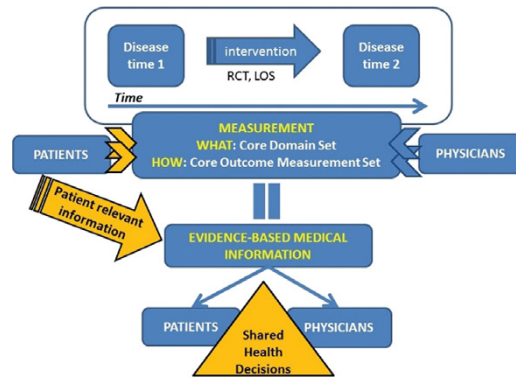 Disease
time 1
intervention
RCT, LOS
Disease
time 2
Time
MEASUREMENT
WHAT: Core Domain Set
HOW: Core Outcome Measurement Set
PATIENTS
PHYSICIANS
Patient relevant
information
EVIDENCE-BASED MEDICAL
INFORMATION
PATIENTS
PHYSICIANS
Shared
Health
Decisions